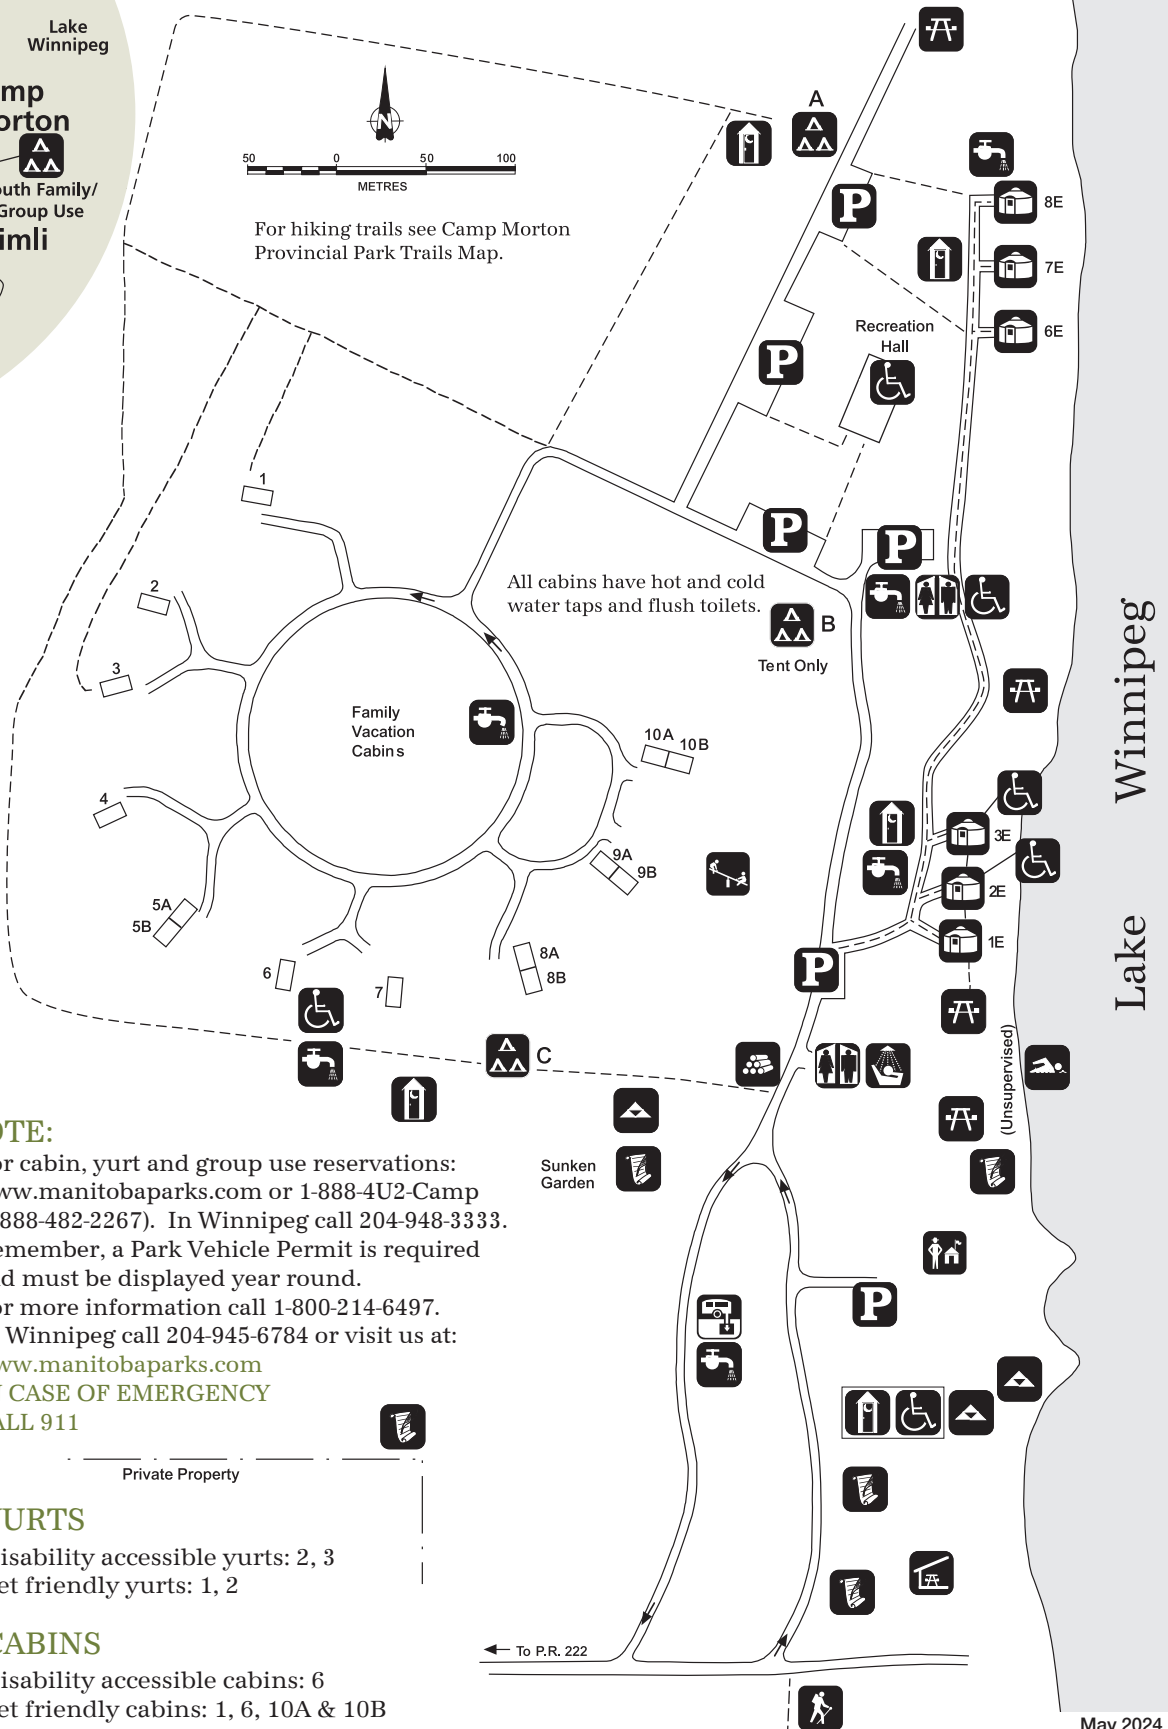 Lake
Winnipeg
mp
orton
outh Family/
Group Use
imli
N
50 0 50 100
METRES
For hiking trails see Camp Morton
Provincial Park Trails Map.
A
P
8E
7E
6E
Recreation
Hall
P
1
P
P
All cabins have hot and cold
water taps and flush toilets.
B
Tent Only
2
3
Family
Vacation
Cabins
10A
10B
4
9A
9B
3E
2E
1E
5A
5B
6
7
8A
8B
P
C
Lake Winnipeg
(Unsupervised)
Sunken
Garden
P
OTE:
or cabin, yurt and group use reservations:
ww.manitobaparks.com or 1-888-4U2-Camp
888-482-2267). In Winnipeg call 204-948-3333.
emember, a Park Vehicle Permit is required
d must be displayed year round.
or more information call 1-800-214-6497.
Winnipeg call 204-945-6784 or visit us at:
ww.manitobaparks.com
CASE OF EMERGENCY
ALL 911
Private Property
URTS
isability accessible yurts: 2, 3
et friendly yurts: 1, 2
CABINS
isability accessible cabins: 6
et friendly cabins: 1, 6, 10A & 10B
To P.R. 222
May 2024